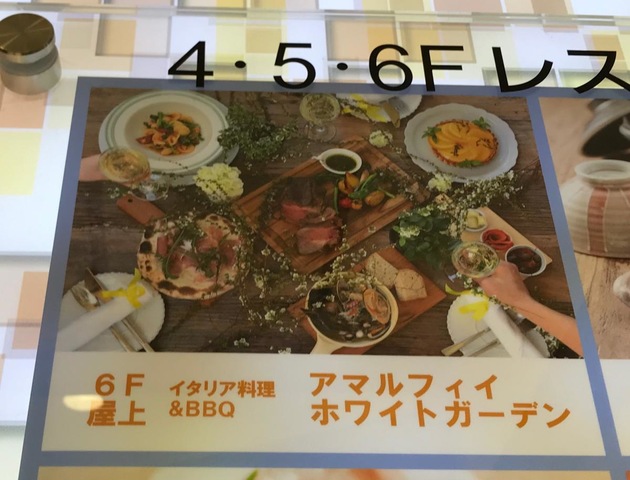 4・5・6Fレス
6F
屋上
イタリア料理
&BBQ
アマルフィイ
ホワイトガーデン